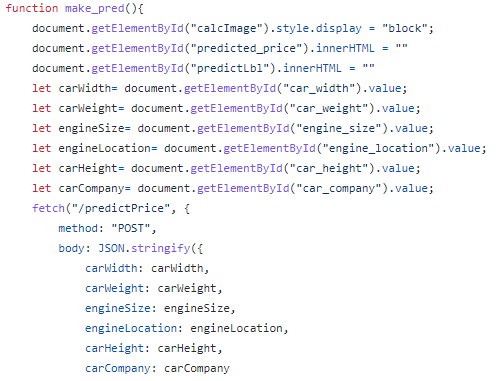 function make_pred(){
document.getElementById("calcImage").style.display = "block";
document.getElementById("predicted_price").innerHTML = ""
document.getElementById("predictLbl").innerHTML = ""
let carWidth= document.getElementById("car_width").value;
let carWeight= document.getElementById("car_weight").value;
let engineSize= document.getElementById("engine_size").value;
let engineLocation= document.getElementById("engine_location").value;
let carHeight= document.getElementById("car_height").value;
let carCompany= document.getElementById("car_company").value;
fetch("/predictPrice", {
method: "POST",
body: JSON.stringify({
carWidth: carWidth,
carWeight: carWeight,
engineSize: engineSize,
engineLocation: engineLocation,
carHeight: carHeight,
carCompany: carCompany